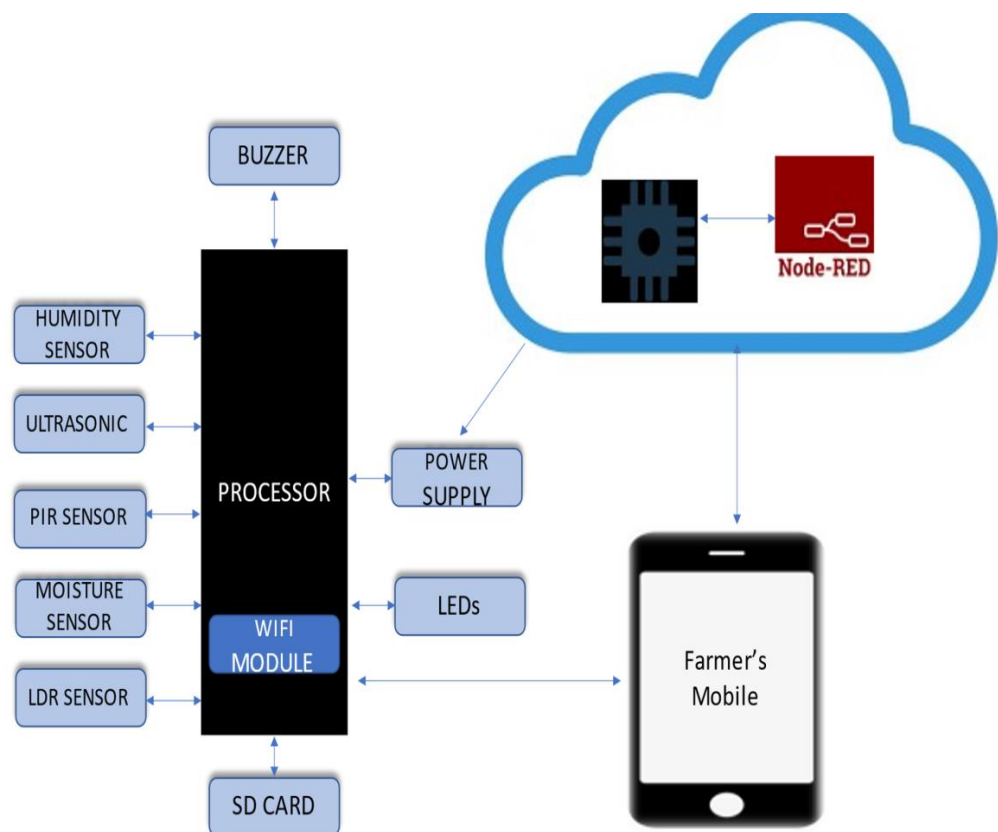 BUZZER
Node-RED
HUMIDITY
SENSOR
ULTRASONIC
PIR SENSOR
MOISTURE
SENSOR
LDR SENSOR
PROCESSOR
WIFI
MODULE
POWER
SUPPLY
LEDs
Farmer’s
Mobile
SD CARD